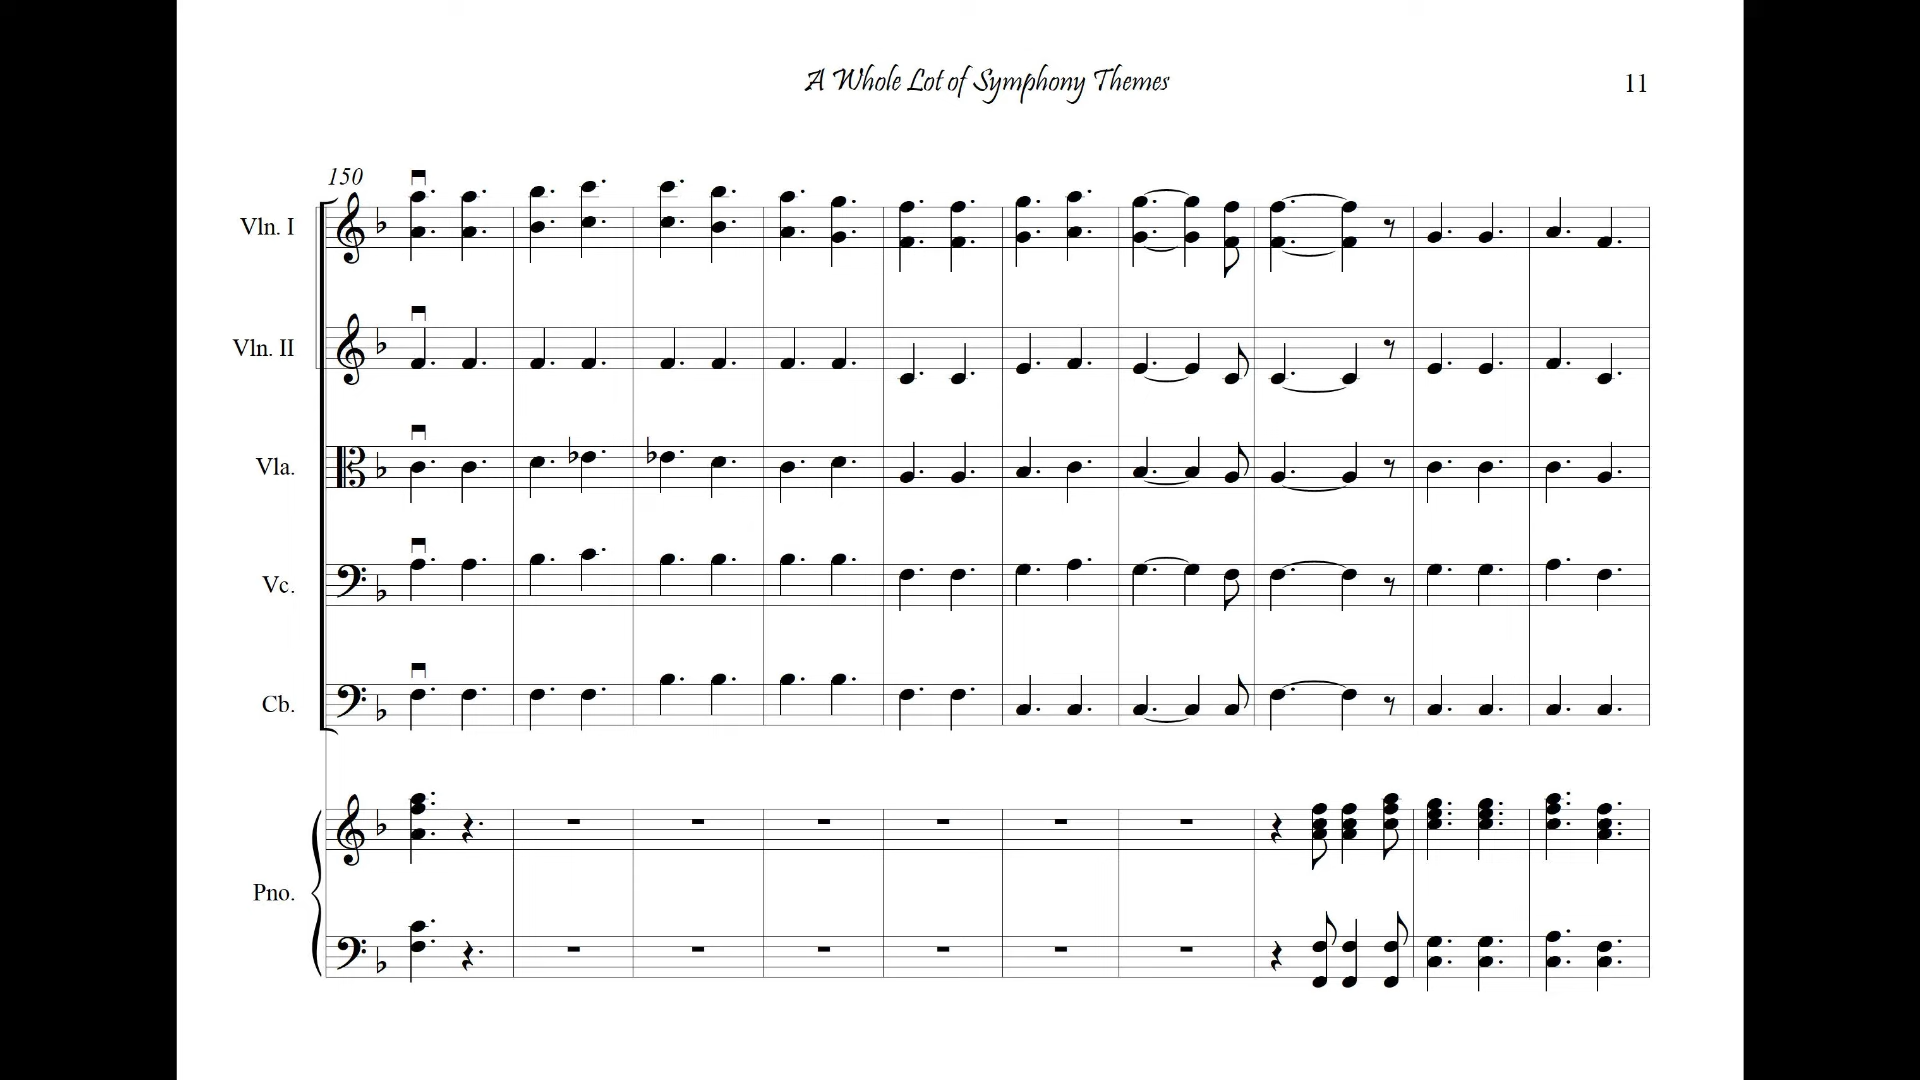 A Whole Lot of Symphony Themes
11
150
Vln. I
Vln. II
Vla.
Vc.
Cb.
Pno.